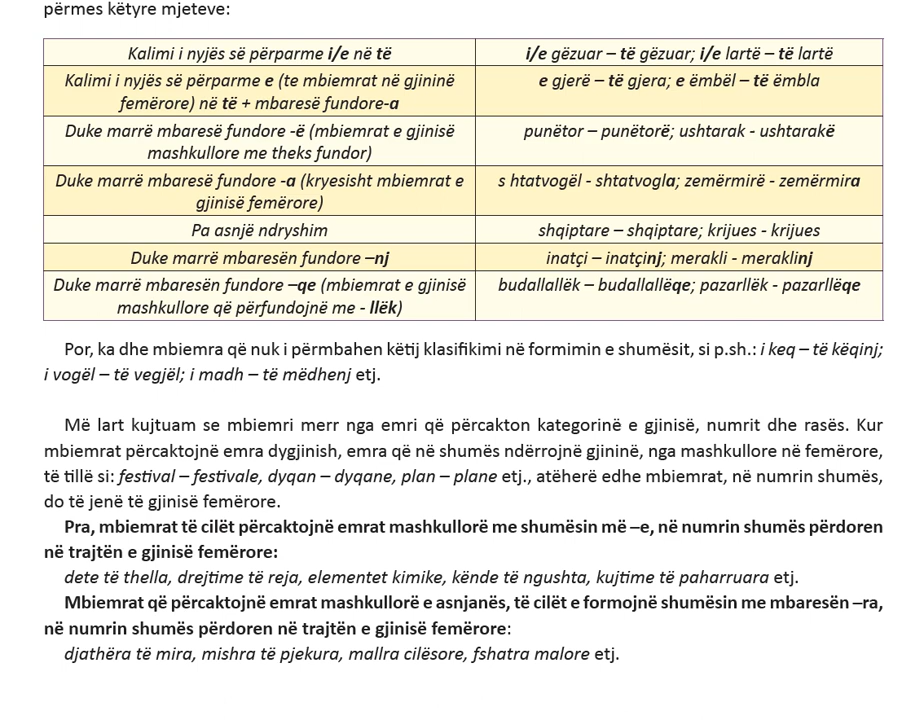 përmes këtyre mjeteve:
Kalimi i nyjës së përparme i/e në të
i/e gëzuar – të gëzuar; i/e lartë – të lartë
Kalimi i nyjës së përparme e (te mbiemrat në gjininë
femërore) në të + mbaresë fundore-a
e gjerë – të gjera; e ëmbël – të ëmbla
Duke marrë mbaresë fundore -ë (mbiemrat e gjinisë
mashkullore me theks fundor)
punëtor – punëtorë; ushtarak - ushtarakë
Duke marrë mbaresë fundore -a (kryesisht mbiemrat e
gjinisë femërore)
s htatvogël - shtatvogla; zemërmirë - zemërmira
Pa asnjë ndryshim
shqiptare – shqiptare; krijues - krijues
Duke marrë mbaresën fundore –nj
inatçi – inatçinj; merakli - meraklinj
Duke marrë mbaresën fundore –qe (mbiemrat e gjinisë
mashkullore që përfundojnë me - llëk)
budallallëk – budallallëqe; pazarllëk - pazarllëqe
Por, ka dhe mbiemra që nuk i përmbahen këtij klasifikimi në formimin e shumësit, si p.sh.: i keq – të këqinj;
i vogël – të vegjël; i madh – të mëdhenj etj.
Më lart kujtuam se mbiemri merr nga emri që përcakton kategorinë e gjinisë, numrit dhe rasës. Kur
mbiemrat përcaktojnë emra dygjinish, emra që në shumës ndërrojnë gjininë, nga mashkullore në femërore,
të tillë si: festival – festivale, dyqan – dyqane, plan – plane etj., atëherë edhe mbiemrat, në numrin shumës,
do të jenë të gjinisë femërore.
Pra, mbiemrat të cilët përcaktojnë emrat mashkullorë me shumësin më –e, në numrin shumës përdoren
në trajtën e gjinisë femërore:
dete të thella, drejtime të reja, elementet kimike, kënde të ngushta, kujtime të paharruara etj.
Mbiemrat që përcaktojnë emrat mashkullorë e asnjanës, të cilët e formojnë shumësin me mbaresën –ra,
në numrin shumës përdoren në trajtën e gjinisë femërore:
djathëra të mira, mishra të pjekura, mallra cilësore, fshatra malore etj.